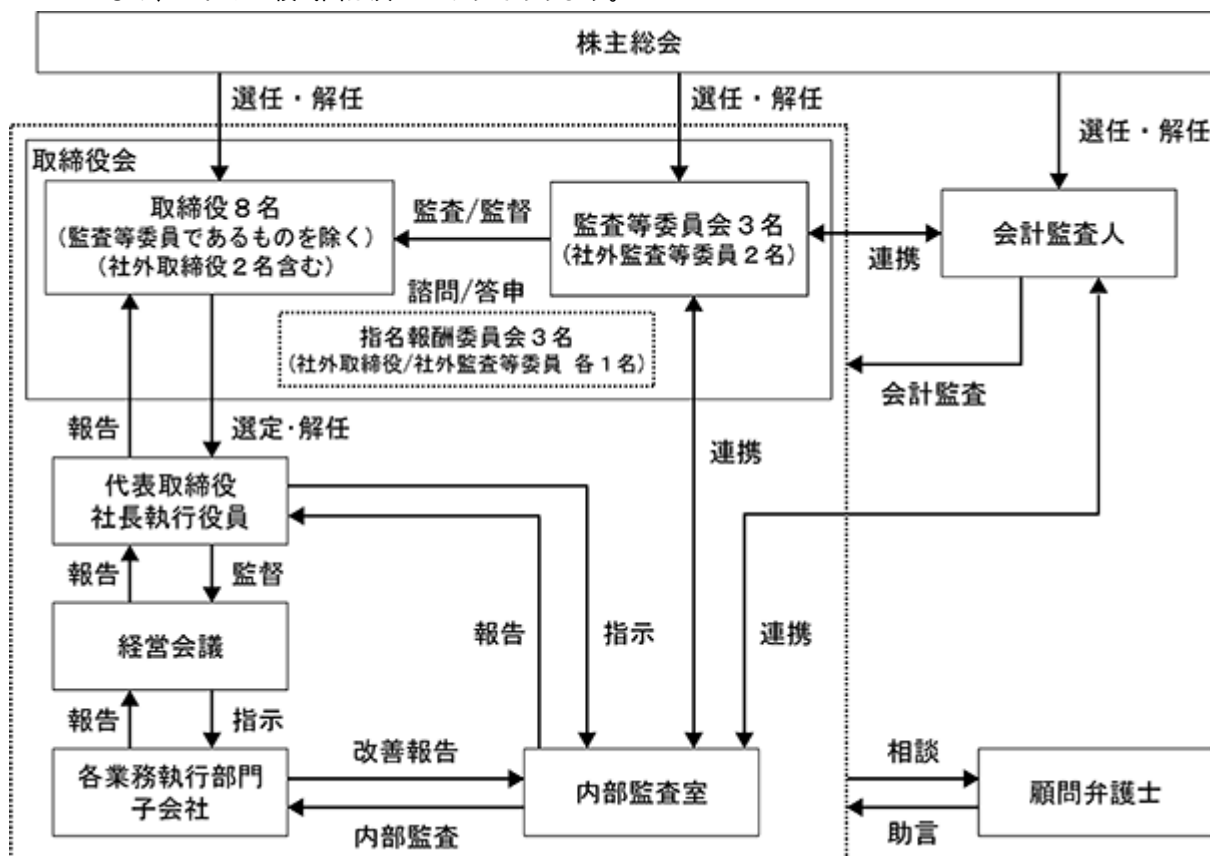 株主総会
選任・解任
選任・解任
選任・解任
取締役会
取締役8名
(監査等委員であるものを除く)
(社外取締役2名含む)
監査/監督
監査等委員会3名
(社外監査等委員2名)
連携
会計監査人
諮問/答申
指名報酬委員会3名
(社外取締役/社外監査等委員 各1名)
会計監査
報告
選定・解任
連携
代表取締役
社長執行役員
報告
監督
報告
指示
連携
経営会議
報告
指示
改善報告
各業務執行部門
子会社
内部監査室
内部監査
相談
顧問弁護士
助言